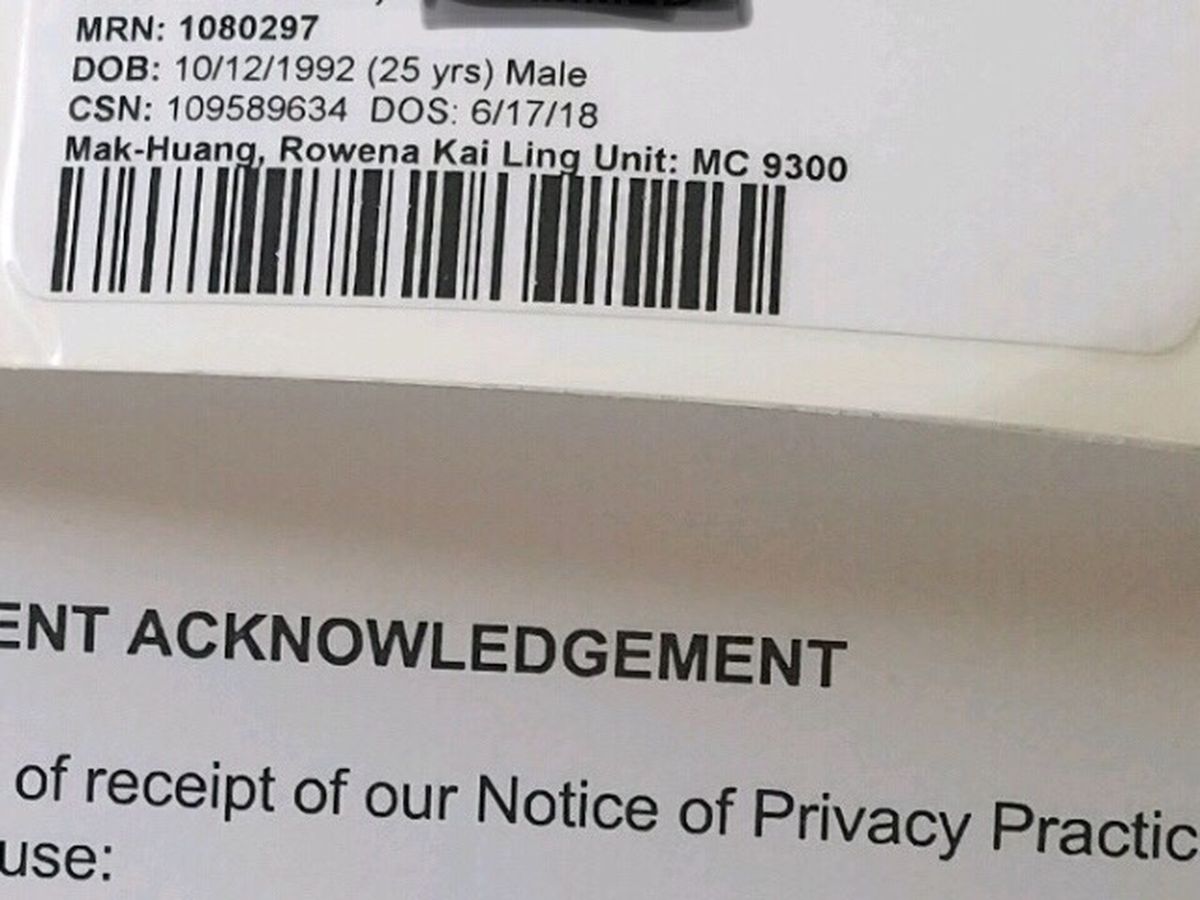 MRN: 1080297
DOB: 10/12/1992 (25 yrs) Male
CSN: 109589634 DOS: 6/17/18
Mak-Huang, Rowena Kai Ling Unit: MC 9300
ENT ACKNOWLEDGEMENT
of receipt of our Notice of Privacy Practic
use: